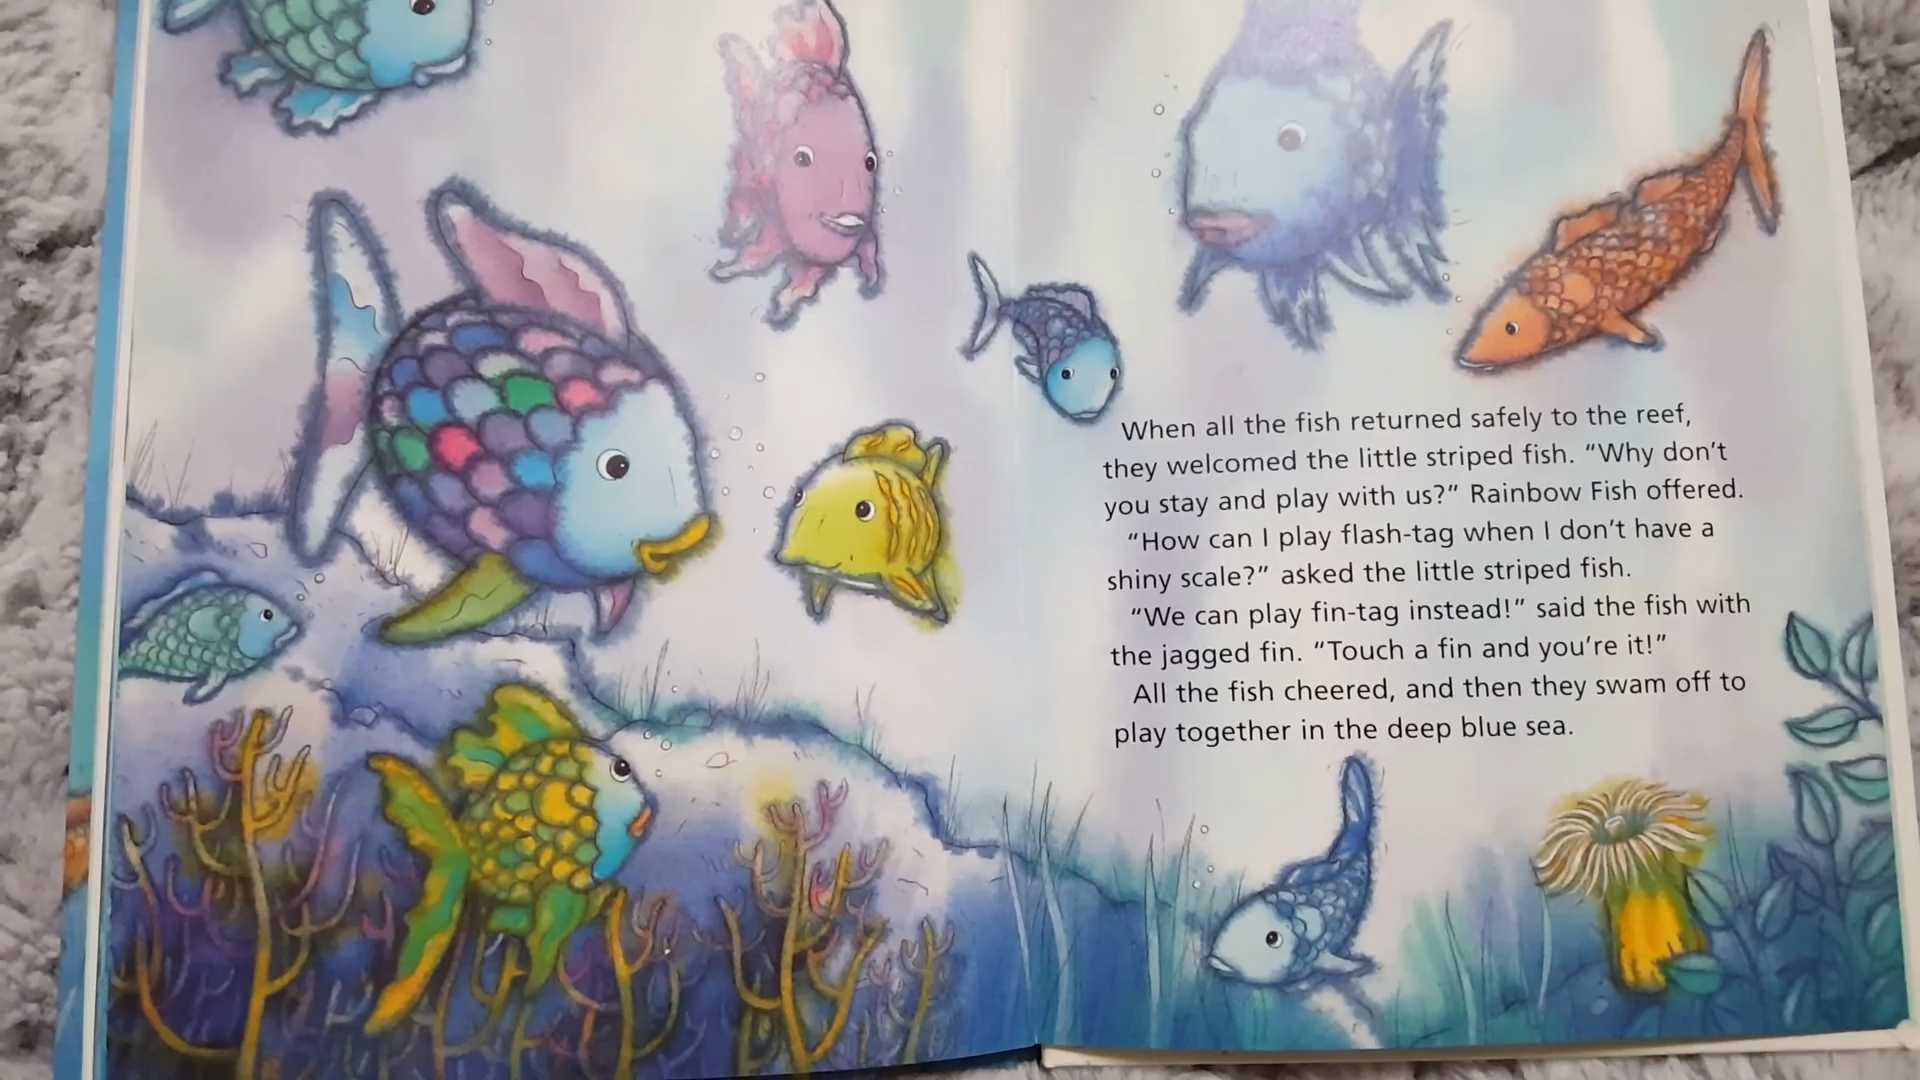 When all the fish returned safely to the reef,
they welcomed the little striped fish. “Why don’t
you stay and play with us?” Rainbow Fish offered.
“How can I play flash-tag when I don’t have a
shiny scale?” asked the little striped fish.
“We can play fin-tag instead!” said the fish with
the jagged fin. “Touch a fin and you’re it!”
All the fish cheered, and then they swam off to
play together in the deep blue sea.